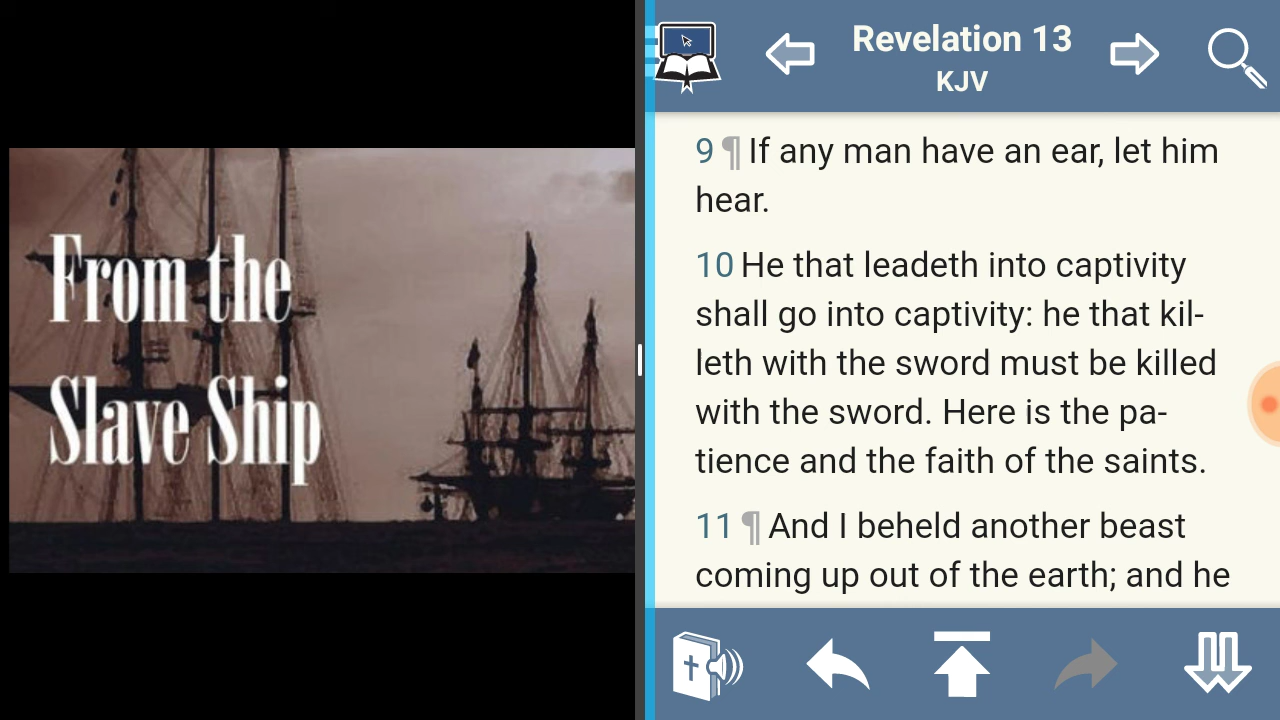 From the
Slave Ship
Revelation 13
KJV
9 ¶ If any man have an ear, let him
hear.
10 He that leadeth into captivity
shall go into captivity: he that kil-
leth with the sword must be killed
with the sword. Here is the pa-
tience and the faith of the saints.
11 ¶ And I beheld another beast
coming up out of the earth; and he